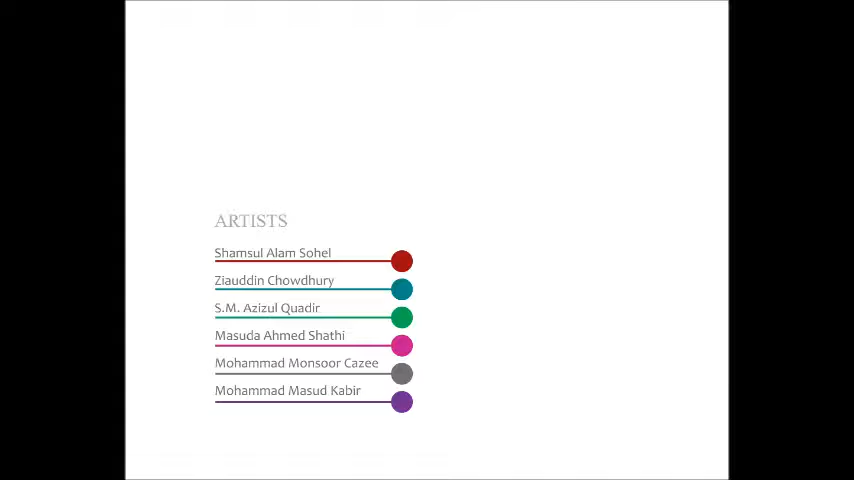 ARTISTS
Shamsul Alam Sohel
Ziauddin Chowdhury
S.M. Azizul Quadir
Masuda Ahmed Shathi
Mohammad Monsoor Cazee
Mohammad Masud Kabir